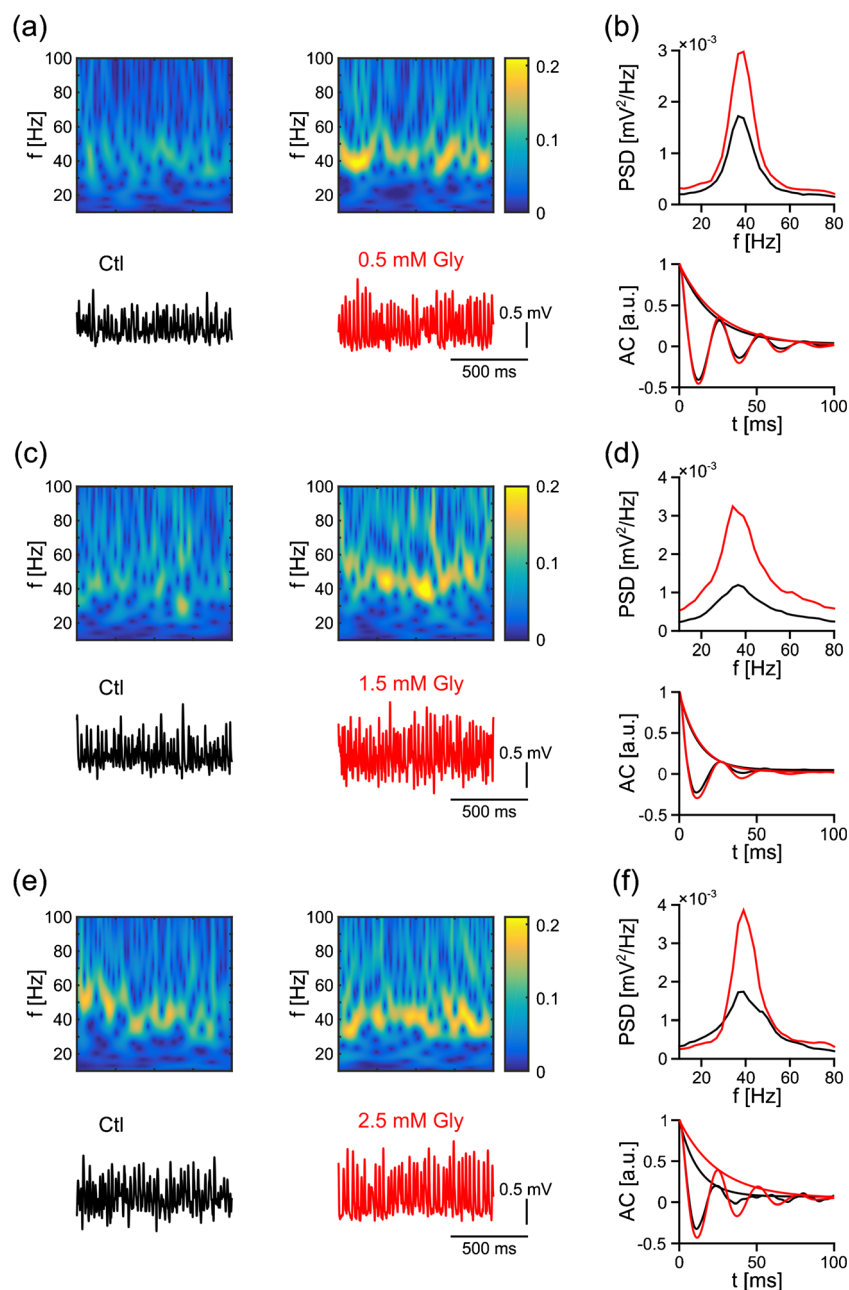 (a)
100
80
60
40
20
f [Hz]
0.2
0.1
0
Ctl
0.5 mM Gly
0.5 mV
500 ms
(b)
×10⁻³
3
2
1
0
PSD [mV²/Hz]
20 40 60 80
f [Hz]
1
0.5
0
-0.5
AC [a.u.]
0 50 100
t [ms]
(c)
100
80
60
40
20
f [Hz]
100
80
60
40
20
f [Hz]
0.2
0.1
0
Ctl
1.5 mM Gly
0.5 mV
500 ms
(d)
×10⁻³
4
3
2
1
0
PSD [mV²/Hz]
20 40 60 80
f [Hz]
1
0.5
0
-0.5
AC [a.u.]
0 50 100
t [ms]
(e)
100
80
60
40
20
f [Hz]
100
80
60
40
20
f [Hz]
0.2
0.1
0
Ctl
2.5 mM Gly
0.5 mV
500 ms
(f)
×10⁻³
4
3
2
1
0
PSD [mV²/Hz]
20 40 60 80
f [Hz]
1
0.5
0
-0.5
AC [a.u.]
0 50 100
t [ms]